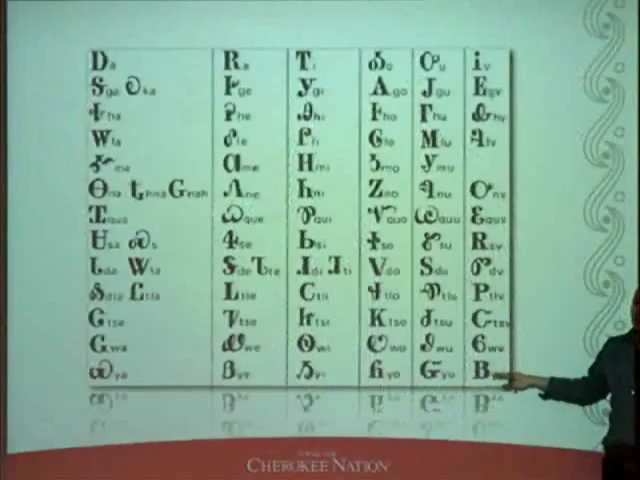 Ꭰa Ꭱe Ꭲi Ꭳo Ꭴu Ꭵv
Ꭶga Ꭷka Ꭸge Ꭹgi Ꭺgo Ꭻgu Ꭼgv
Ꭽha Ꭾhe Ꭿhi Ꮀho Ꮁhu Ꮂhv
Ꮃla Ꮄle Ꮅli Ꮆlo Ꮇlu Ꮈlv
Ꮉma Ꮊme Ꮋmi Ꮌmo Ꮍmu
Ꮎna Ꮏhna Ꮐnah Ꮑne Ꮒni Ꮓno Ꮔnu Ꮕnv
Ꮖqua Ꮗque Ꮘqui Ꮙquo Ꮚquu Ꮛquv
Ꮜsa Ꮝs Ꮞse Ꮟsi Ꮠso Ꮡsu Ꮢsv
Ꮣda Ꮤta Ꮥde Ꮦte Ꮧdi Ꮨti Ꮩdo Ꮪdu Ꮫdv
Ꮬdla Ꮭtla Ꮮtle Ꮯtli Ꮰtlo Ꮱtlu Ꮲtlv
Ꮳtsa Ꮴtse Ꮵtsi Ꮶtso Ꮷtsu Ꮸtsv
Ꮹwa Ꮺwe Ꮻwi Ꮼwo Ꮽwu Ꮾwv
Ꮿya Ᏸye Ᏹyi Ᏺyo Ᏻyu Ᏼ
CHEROKEE NATION